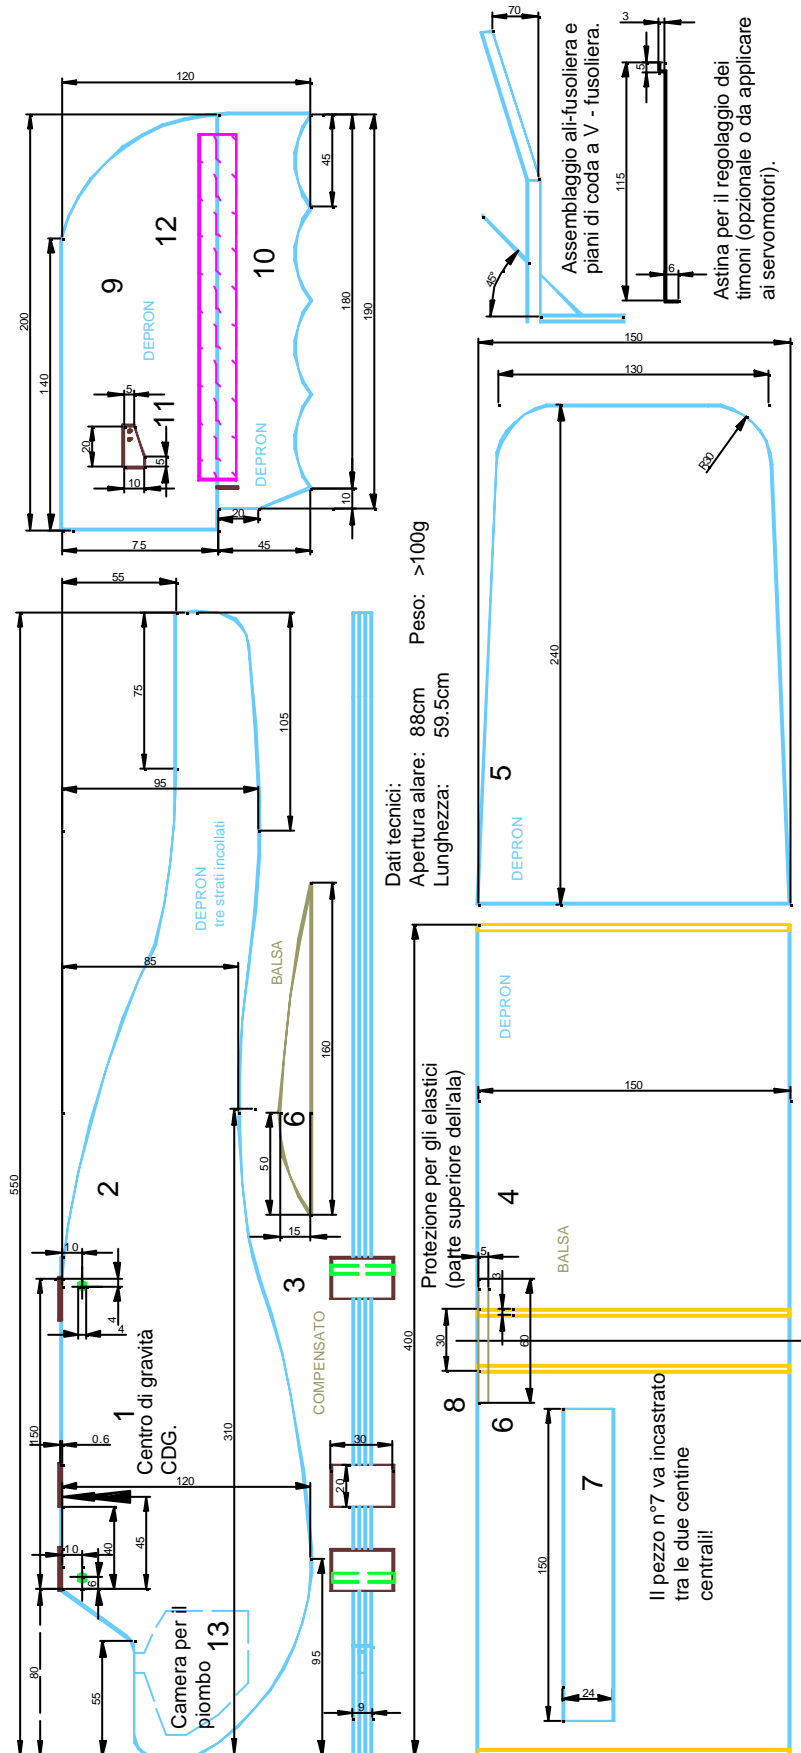 120
200
140
75
45
20
10
180
190
45
9
DEPRON
12
10
DEPRON
11
5
20
5
10
70
45°
Assemblaggio ali-fusoliera e
piani di coda a V - fusoliera.
3
5
115
6
Astina per il regolaggio dei
timoni (opzionale o da applicare
ai servomotori).
55
75
105
95
85
550
DEPRON
tre strati incollati
2
10
4
4
150
1
Centro di gravità
CDG.
0.6
120
310
10
6
40
45
80
55
95
Camera per il
piombo
13
BALSA
160
50
6
15
3
COMPENSATO
30
20
9
Dati tecnici:
Apertura alare: 88cm Peso: >100g
Lunghezza: 59.5cm
150
130
R30
240
5
DEPRON
400
DEPRON
150
Protezione per gli elastici
(parte superiore dell'ala)
4
BALSA
5
3
30
60
8
6
7
150
24
Il pezzo n°7 va incastrato
tra le due centine
centrali!